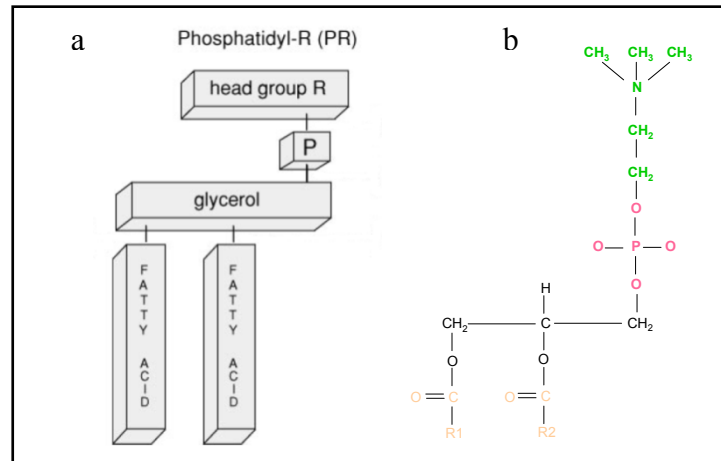 a
Phosphatidyl-R (PR)
head group R
P
glycerol
FATTY ACID
FATTY ACID
b
CH₃ CH₃ CH₃
N
CH₂
CH₂
O
O P O
O
H
CH₂ C CH₂
O O
O C O C
R1 R2